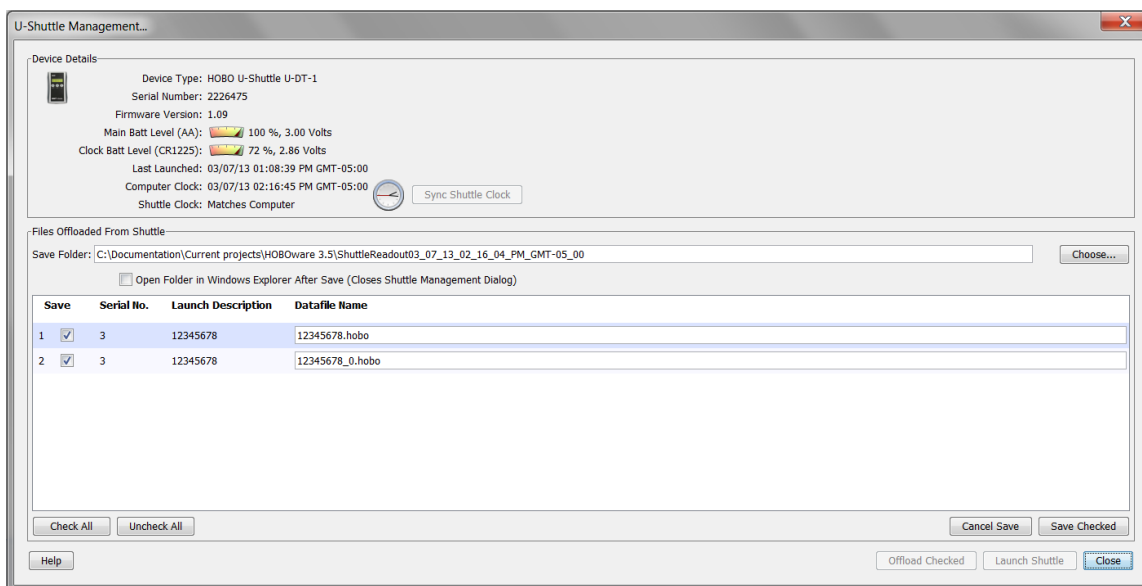 U-Shuttle Management...
Device Details
Device Type: HOBO U-Shuttle U-DT-1
Serial Number: 2226475
Firmware Version: 1.09
Main Batt Level (AA): 100 %, 3.00 Volts
Clock Batt Level (CR1225): 72 %, 2.86 Volts
Last Launched: 03/07/13 01:08:39 PM GMT-05:00
Computer Clock: 03/07/13 02:16:45 PM GMT-05:00
Shuttle Clock: Matches Computer
Sync Shuttle Clock
Files Offloaded From Shuttle
Save Folder: C:\Documentation\Current projects\HOBOware 3.5\ShuttleReadout03_07_13_02_16_04_PM_GMT-05_00 Choose...
Open Folder in Windows Explorer After Save (Closes Shuttle Management Dialog)
Save Serial No. Launch Description Datafile Name
1 3 12345678 12345678.hobo
2 3 12345678 12345678_0.hobo
Check All Uncheck All Cancel Save Save Checked
Help Offload Checked Launch Shuttle Close